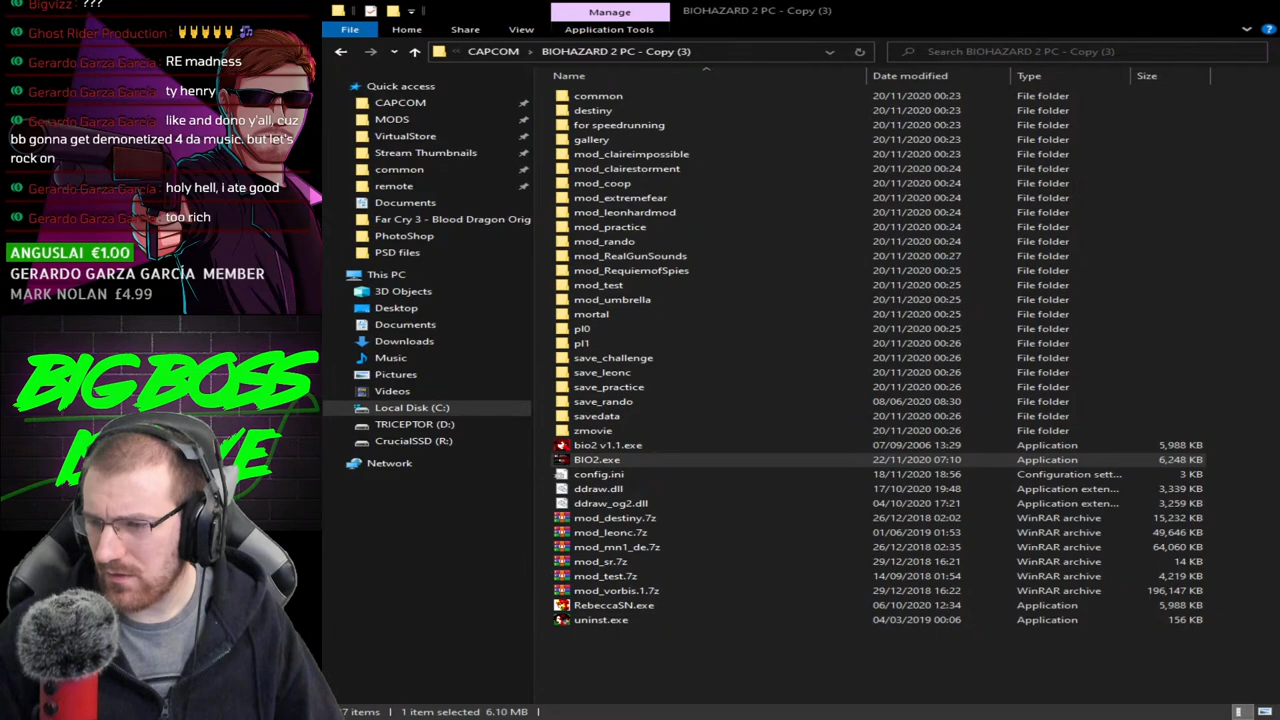 Bigvizz : ???
Ghost Rider Production :
Gerardo Garza García : RE madness
Gerardo Garza García : ty henry
Gerardo Garza García : like and dono y'all, cuz
bb gonna get demonetized 4 da music. but let's
rock on
Gerardo Garza García : holy hell, i ate good
Gerardo Garza García : too rich
ANGUSLAI €1.00
GERARDO GARZA GARCÍA MEMBER
MARK NOLAN £4.99
BIG BOSS
Manage
BIOHAZARD 2 PC - Copy (3)
File Home Share View Application Tools
CAPCOM > BIOHAZARD 2 PC - Copy (3)
Search BIOHAZARD 2 PC - Copy (3)
Quick access
CAPCOM
MODS
VirtualStore
Stream Thumbnails
common
remote
Documents
Far Cry 3 - Blood Dragon Orig
PhotoShop
PSD files
This PC
3D Objects
Desktop
Documents
Downloads
Music
Pictures
Videos
Local Disk (C:)
TRICEPTOR (D:)
CrucialSSD (R:)
Network
Name Date modified Type Size
common 20/11/2020 00:23 File folder
destiny 20/11/2020 00:23 File folder
for speedrunning 20/11/2020 00:23 File folder
gallery 20/11/2020 00:23 File folder
mod_claireimpossible 20/11/2020 00:23 File folder
mod_clairestorment 20/11/2020 00:23 File folder
mod_coop 20/11/2020 00:24 File folder
mod_extremefear 20/11/2020 00:24 File folder
mod_leonhardmod 20/11/2020 00:24 File folder
mod_practice 20/11/2020 00:24 File folder
mod_rando 20/11/2020 00:24 File folder
mod_RealGunSounds 20/11/2020 00:27 File folder
mod_RequiemofSpies 20/11/2020 00:25 File folder
mod_test 20/11/2020 00:25 File folder
mod_umbrella 20/11/2020 00:25 File folder
mortal 20/11/2020 00:25 File folder
pl0 20/11/2020 00:25 File folder
pl1 20/11/2020 00:25 File folder
save_challenge 20/11/2020 00:26 File folder
save_leonc 20/11/2020 00:26 File folder
save_practice 20/11/2020 00:26 File folder
save_rando 08/06/2020 08:30 File folder
savedata 20/11/2020 00:26 File folder
zmovie 20/11/2020 00:26 File folder
bio2 v1.1.exe 07/09/2006 13:29 Application 5,988 KB
BIO2.exe 22/11/2020 07:10 Application 6,248 KB
config.ini 18/11/2020 18:56 Configuration sett... 3 KB
ddraw.dll 17/10/2020 19:48 Application exten... 3,339 KB
ddraw_og2.dll 04/10/2020 17:21 Application exten... 3,259 KB
mod_destiny.7z 26/12/2018 02:02 WinRAR archive 15,232 KB
mod_leonc.7z 01/06/2019 01:53 WinRAR archive 49,646 KB
mod_mn1_de.7z 26/12/2018 02:35 WinRAR archive 64,060 KB
mod_sr.7z 29/12/2018 16:21 WinRAR archive 14 KB
mod_test.7z 14/09/2018 01:54 WinRAR archive 4,219 KB
mod_vorbis.1.7z 29/12/2018 16:22 WinRAR archive 196,147 KB
RebeccaSN.exe 06/10/2020 12:34 Application 5,988 KB
uninst.exe 04/03/2019 00:06 Application 156 KB
7 items 1 item selected 6.10 MB